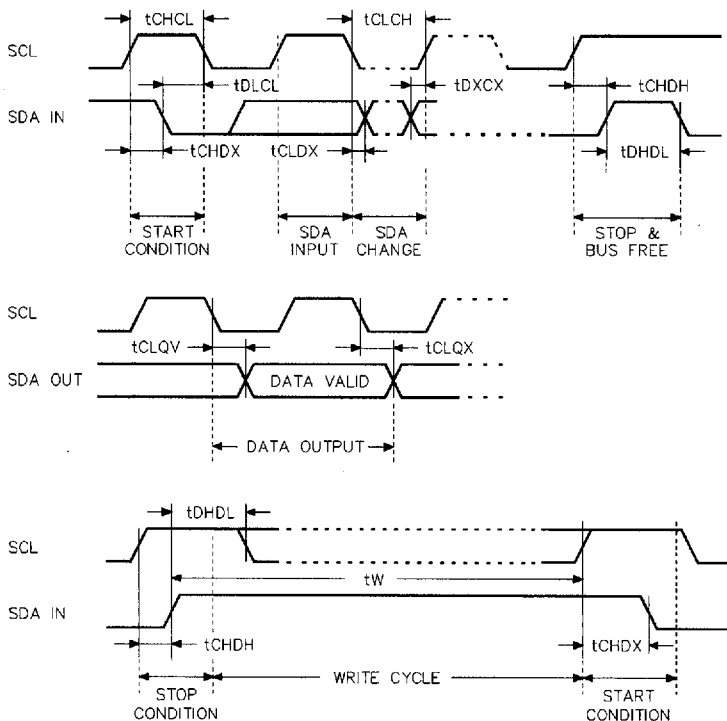 tCHCL
tCLCH
SCL
tDLCL
tDXCX
tCHDH
SDA IN
tCHDX
tCLDX
tDHDL
START
CONDITION
SDA
INPUT
SDA
CHANGE
STOP &
BUS FREE
SCL
tCLQV
tCLQX
SDA OUT
DATA VALID
DATA OUTPUT
tDHDL
SCL
tW
SDA IN
tCHDH
tCHDX
STOP
CONDITION
WRITE CYCLE
START
CONDITION